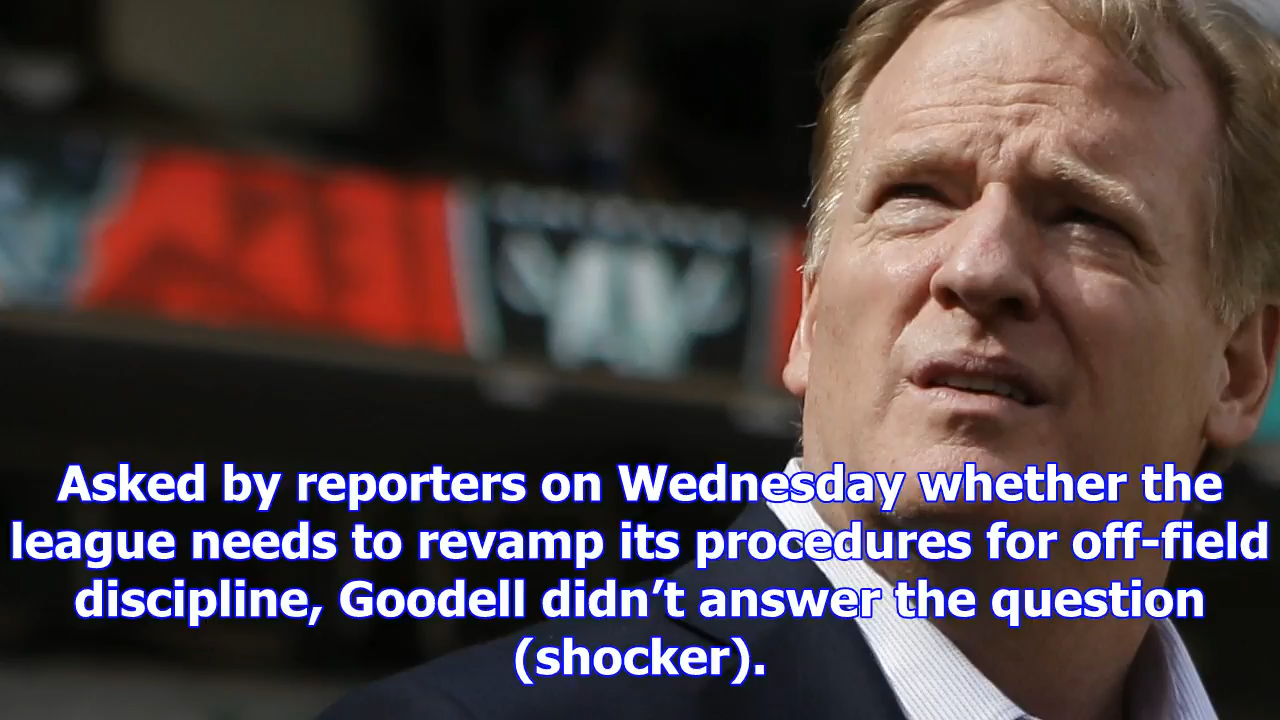 Asked by reporters on Wednesday whether the
league needs to revamp its procedures for off-field
discipline, Goodell didn’t answer the question
(shocker).